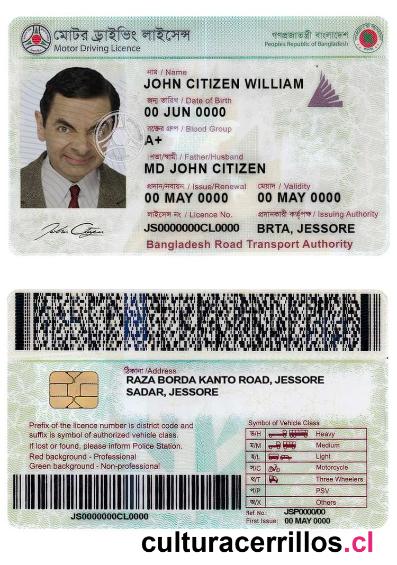 মোটর ড্রাইভিং লাইসেন্স
Motor Driving Licence
গণপ্রজাতন্ত্রী বাংলাদেশ
Peoples Republic of Bangladesh
নাম / Name
JOHN CITIZEN WILLIAM
জন্ম তারিখ / Date of Birth
00 JUN 0000
রক্তের গ্রুপ / Blood Group
A+
পিতা/স্বামী / Father/Husband
MD JOHN CITIZEN
প্রদান/নবায়ন / Issue/Renewal মেয়াদ / Validity
00 MAY 0000 00 MAY 0000
লাইসেন্স নং / Licence No. প্রদানকারী কর্তৃপক্ষ / Issuing Authority
JS0000000CL0000 BRTA, JESSORE
Bangladesh Road Transport Authority
John Citizen
ঠিকানা /Address
RAZA BORDA KANTO ROAD, JESSORE
SADAR, JESSORE
Prefix of the licence number is district code and
suffix is symbol of authorized vehicle class.
If lost or found, please inform Police Station.
Red background - Professional
Green background - Non-professional
Symbol of Vehicle Class
ভ/H Heavy
ম/M Medium
হ/L Light
Motorcycle
Three Wheelers
প/P PSV
Others
JS0000000CL0000
Ref No. JSP0000/00
First Issue: 00 MAY 0000
culturacerrillos.cl